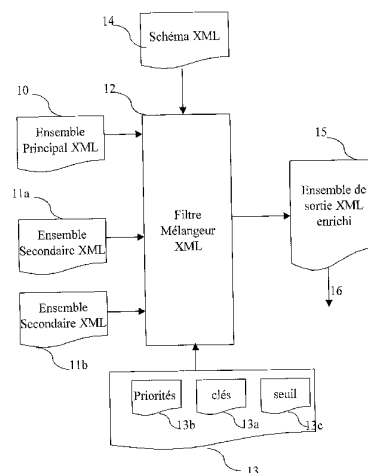 14
Schéma XML
10
12
Ensemble
Principal XML
11a
Ensemble
Secondaire XML
Ensemble
Secondaire XML
11b
Filtre
Mélangeur
XML
15
Ensemble de
sortie XML
enrichi
16
Priorités
clés
seuil
13b
13a
13c
13